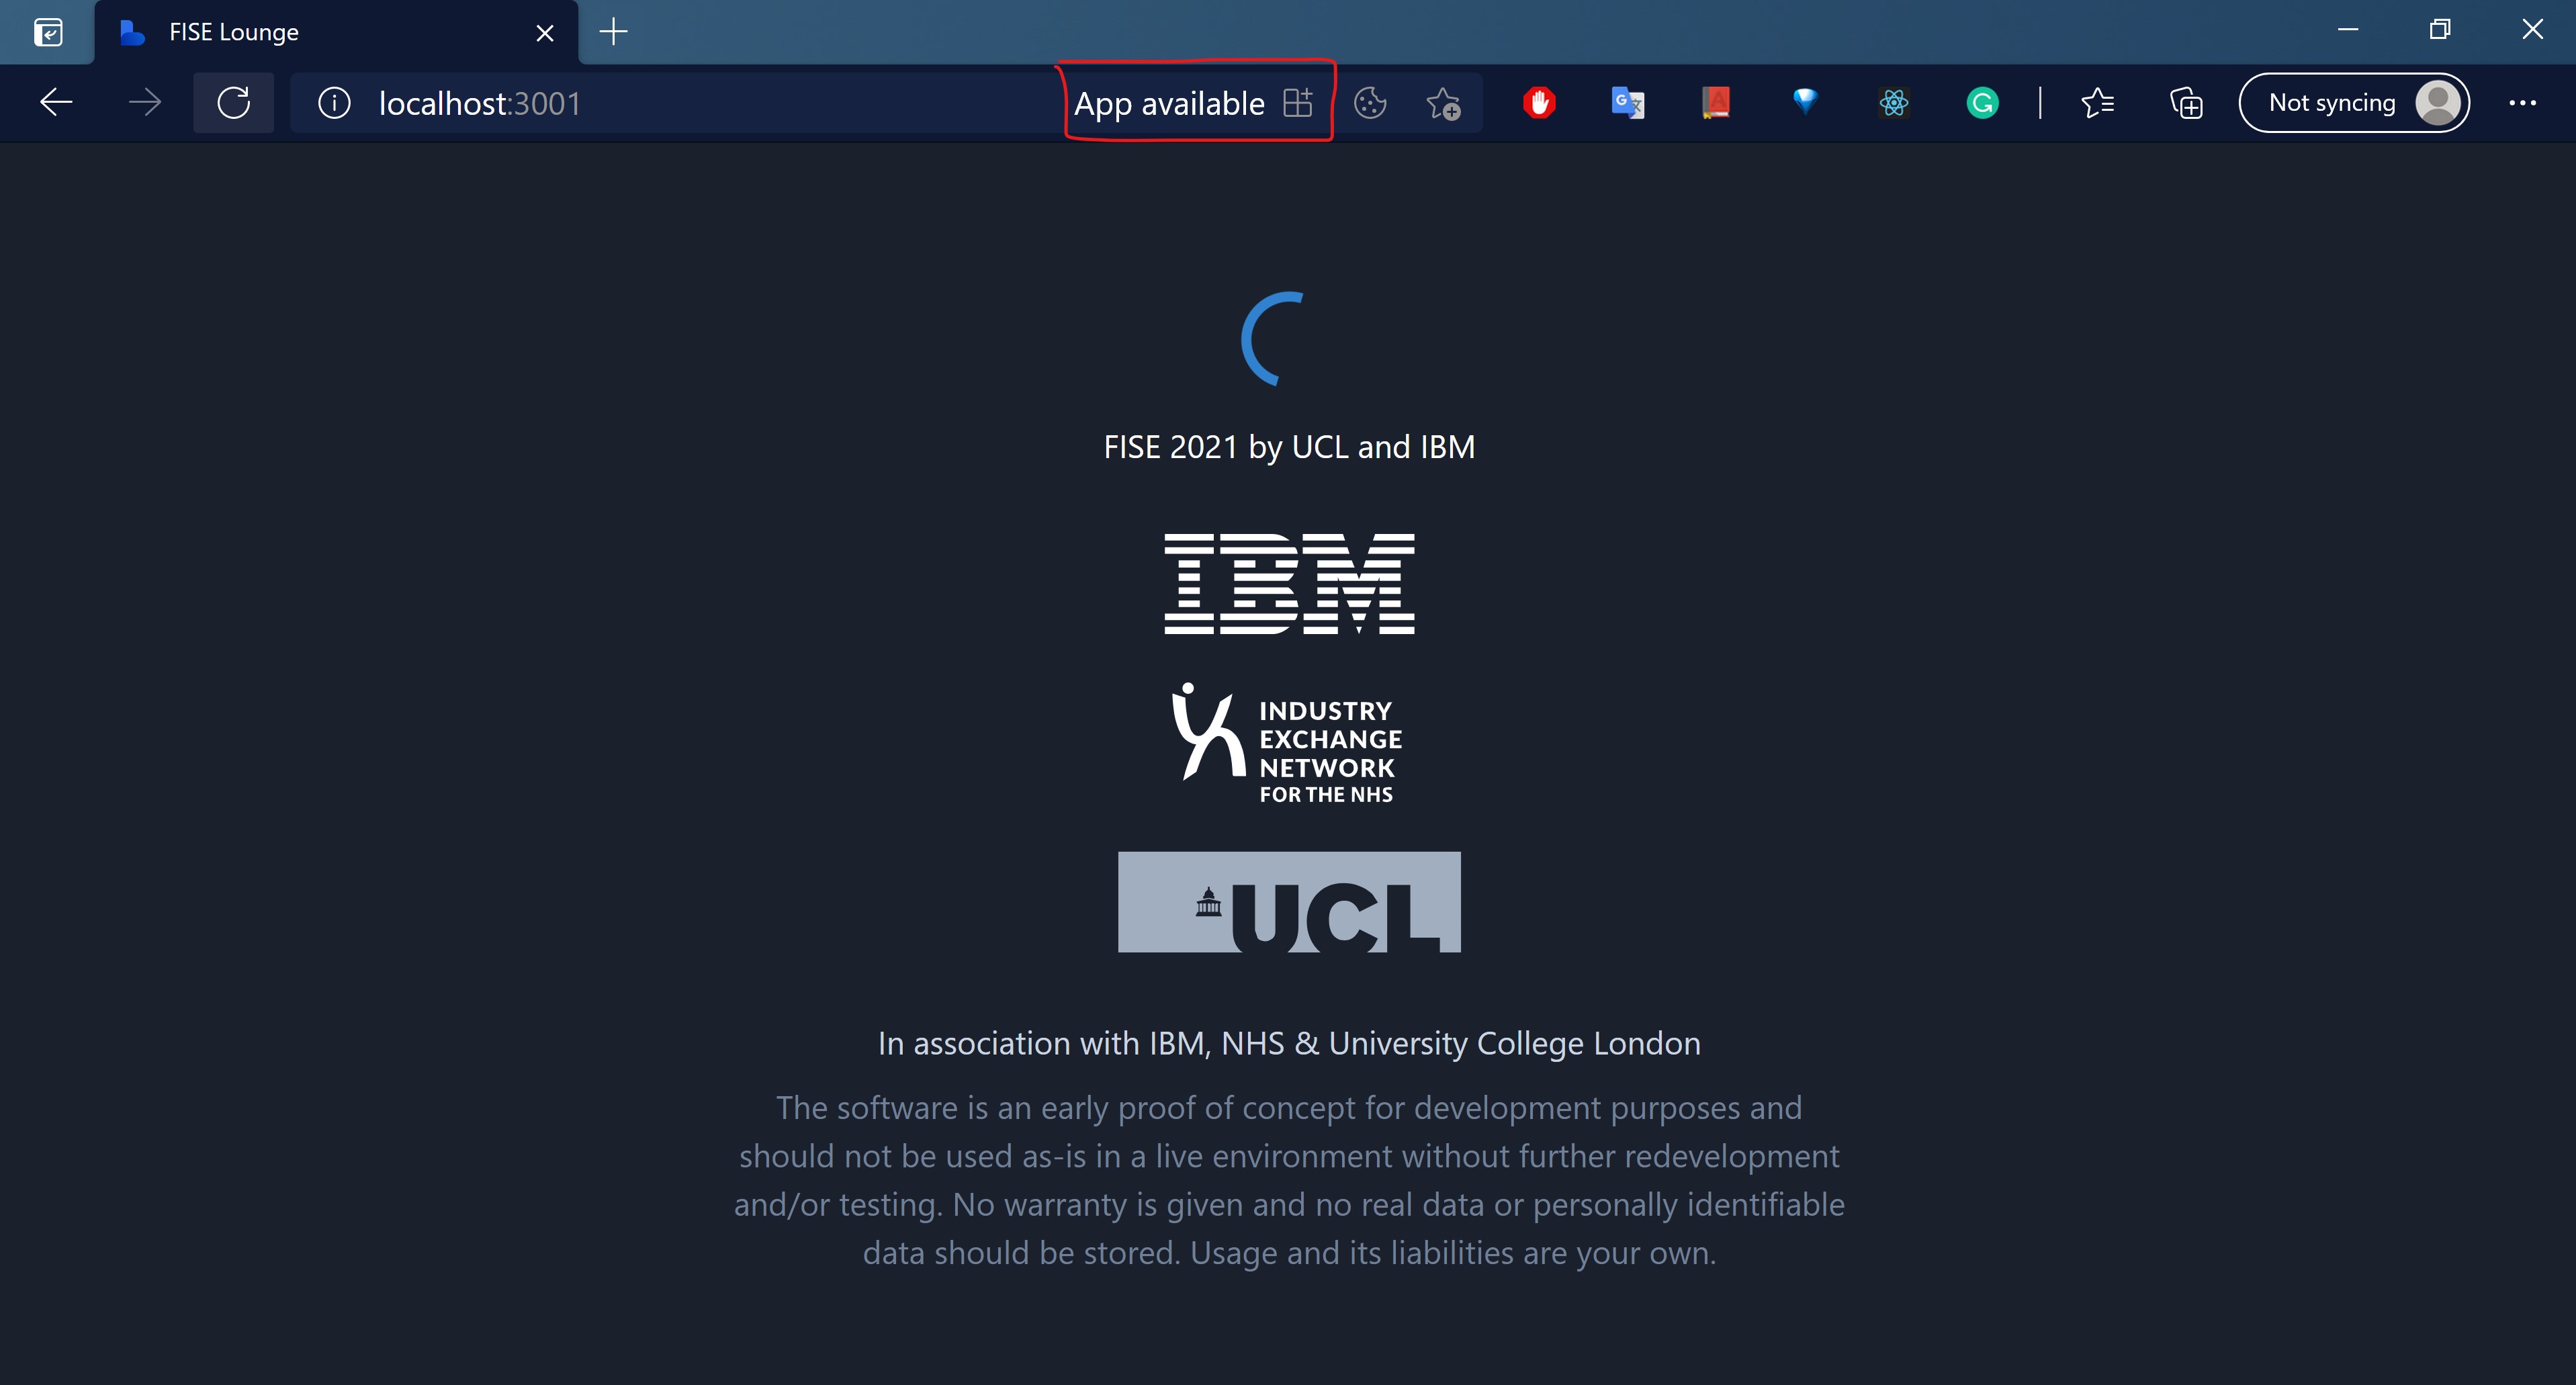 FISE Lounge
localhost:3001
App available
Not syncing
FISE 2021 by UCL and IBM
IBM
INDUSTRY
EXCHANGE
NETWORK
FOR THE NHS
UCL
In association with IBM, NHS & University College London
The software is an early proof of concept for development purposes and
should not be used as-is in a live environment without further redevelopment
and/or testing. No warranty is given and no real data or personally identifiable
data should be stored. Usage and its liabilities are your own.